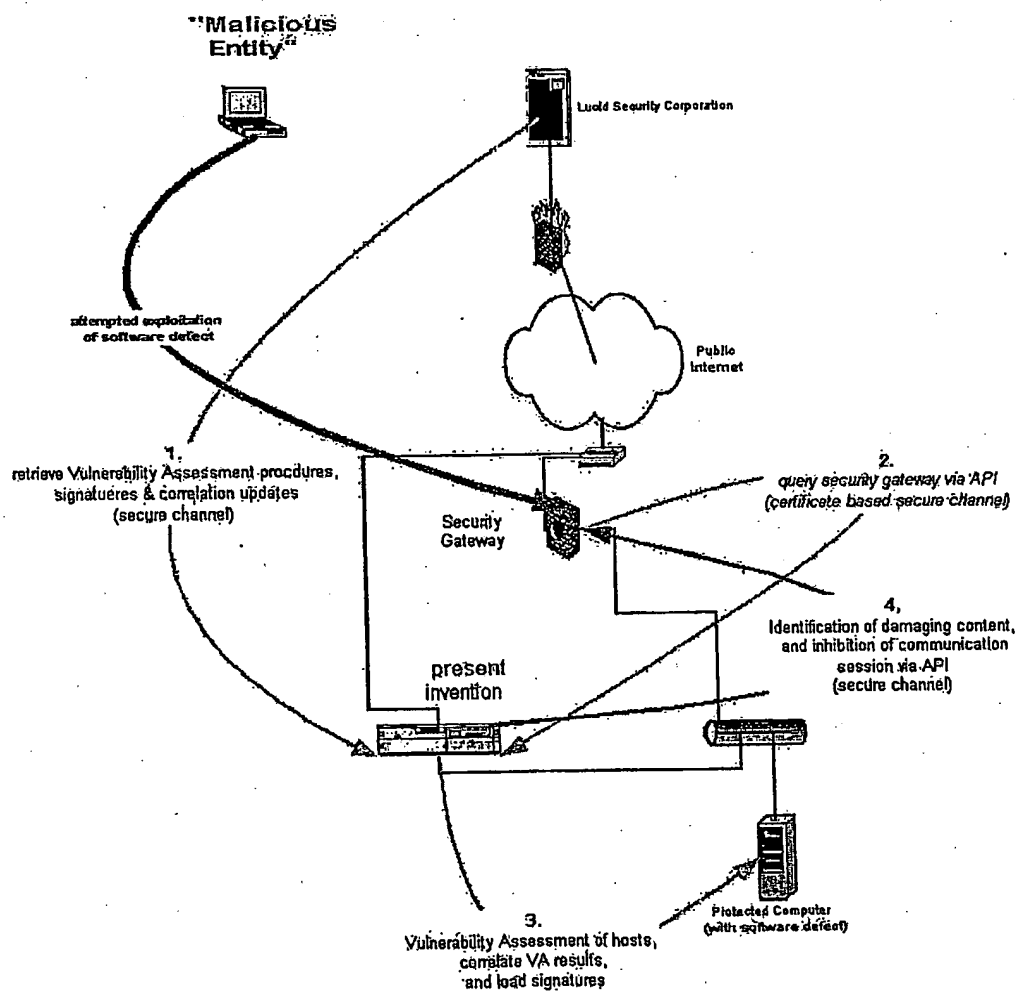 "Malicious
Entity"
Lucid Security Corporation
attempted exploitation
of software defect
Public
Internet
1.
retrieve Vulnerability Assessment procdures,
signatueres & correlation updates
(secure channel)
2.
query security gateway via API
(certificate based secure channel)
Security
Gateway
4,
Identification of damaging content,
and inhibition of communication
session via API
(secure channel)
present
invention
3.
Vulnerability Assessment of hosts,
correlate VA results,
and load signatures
Protected Computer
(with software defect)